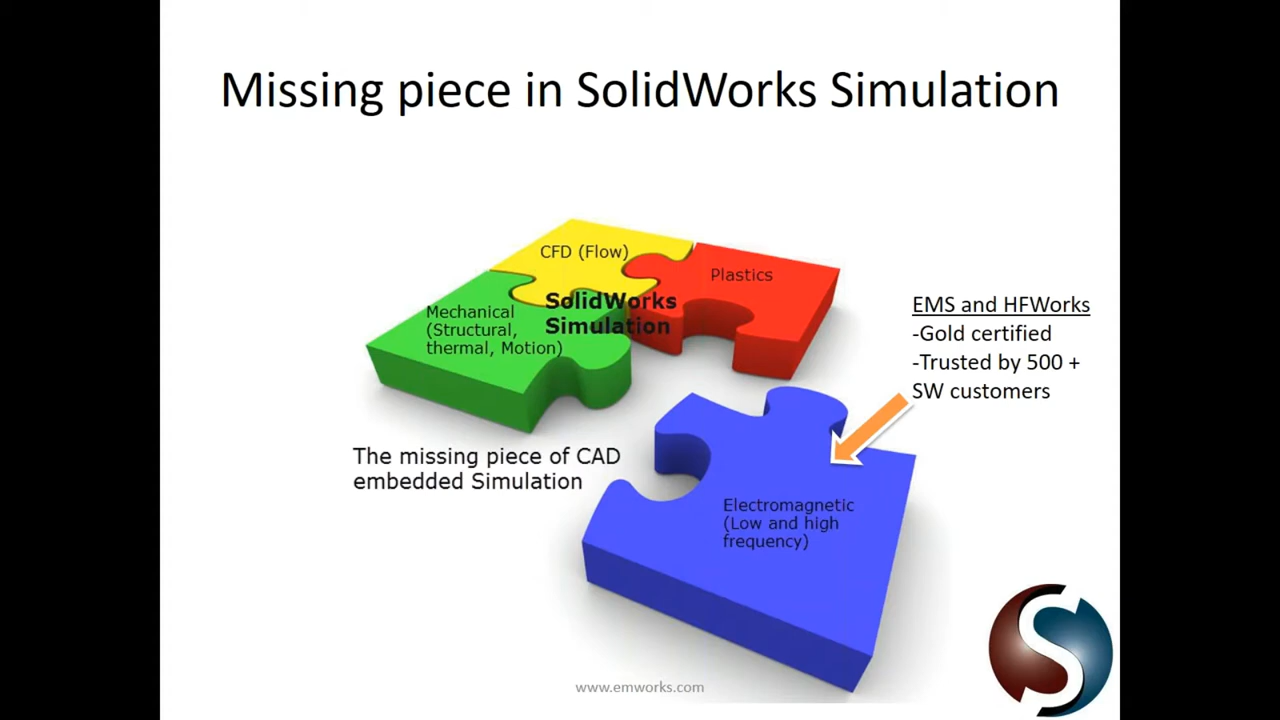 Missing piece in SolidWorks Simulation
CFD (Flow)
Plastics
SolidWorks
Simulation
Mechanical
(Structural,
thermal, Motion)
EMS and HFWorks
-Gold certified
-Trusted by 500 +
SW customers
The missing piece of CAD
embedded Simulation
Electromagnetic
(Low and high
frequency)
www.emworks.com
S